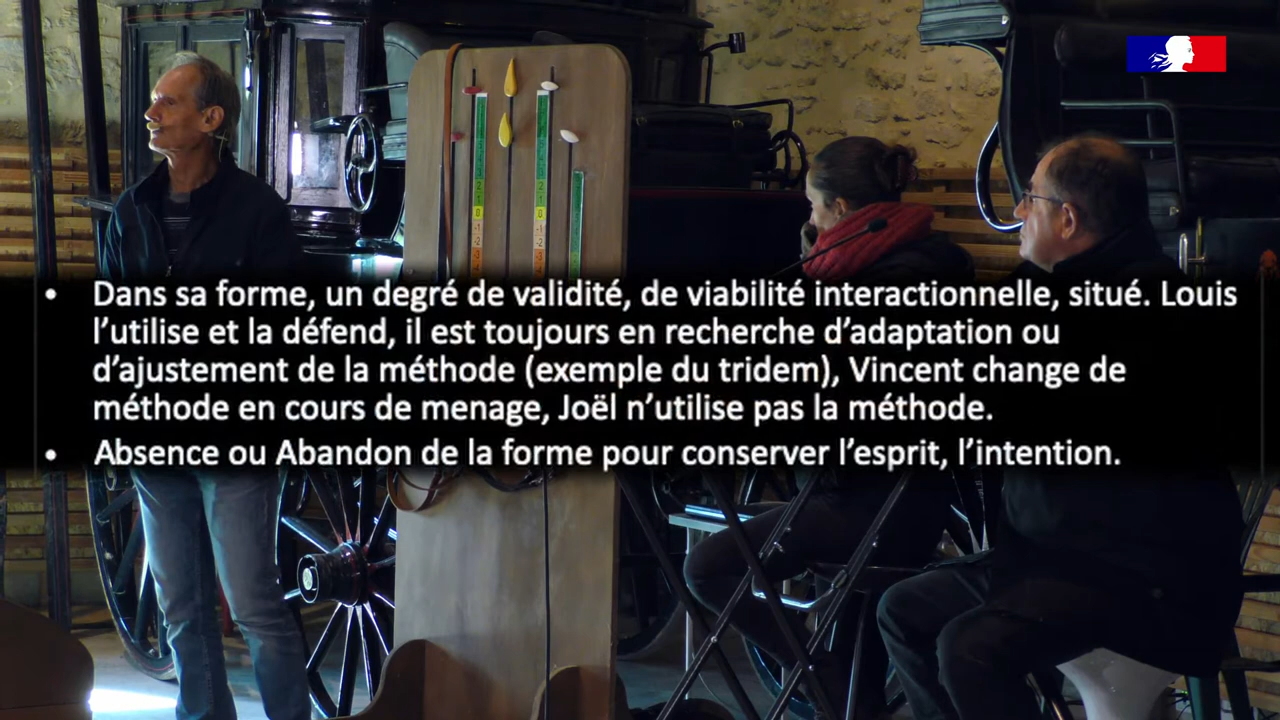 • Dans sa forme, un degré de validité, de viabilité interactionnelle, situé. Louis
l'utilise et la défend, il est toujours en recherche d'adaptation ou
d'ajustement de la méthode (exemple du tridem), Vincent change de
méthode en cours de menage, Joël n'utilise pas la méthode.
• Absence ou Abandon de la forme pour conserver l'esprit, l'intention.